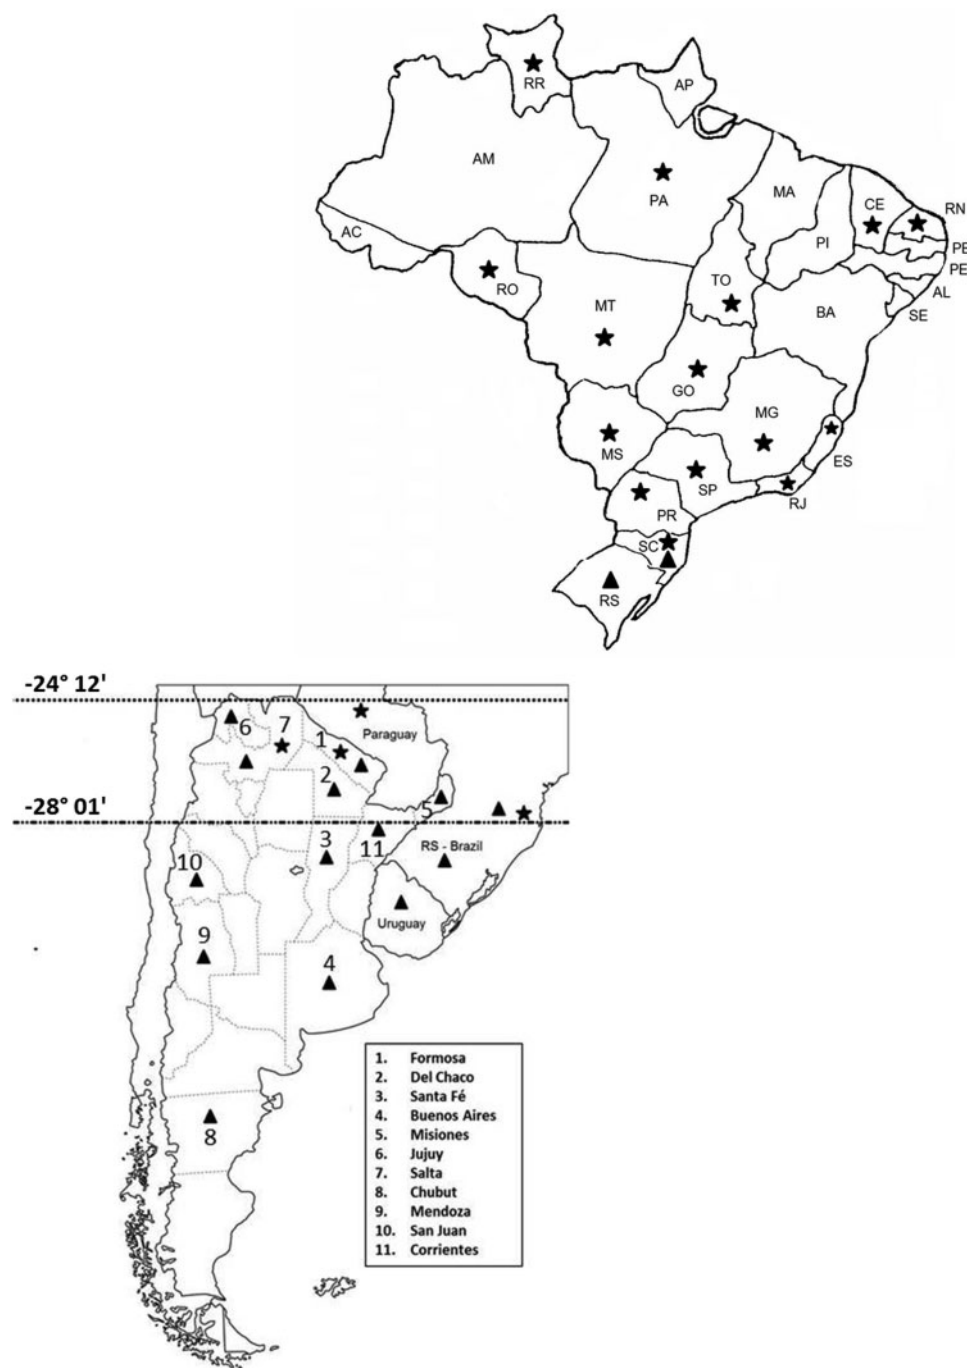 RR
AP
AM
PA
MA
CE
RN
AC
PI
PE
RO
TO
PE
AL
MT
BA
SE
GO
MG
MS
ES
SP
RJ
PR
SC
RS
-24° 12'
6
7
1
Paraguay
2
-28° 01'
5
3
11
RS - Brazil
10
Uruguay
9
4
1. Formosa
2. Del Chaco
3. Santa Fé
4. Buenos Aires
5. Misiones
6. Jujuy
7. Salta
8. Chubut
9. Mendoza
10. San Juan
11. Corrientes
8